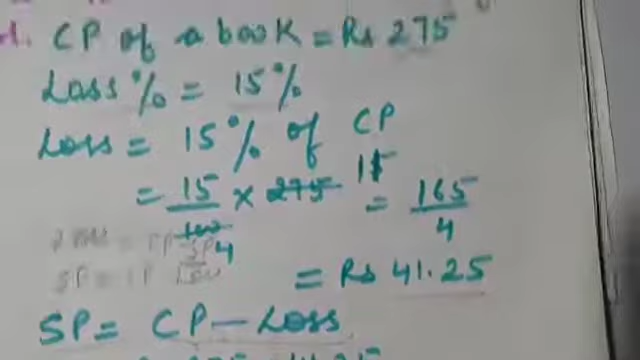 CP of a book = Rs 275
Loss % = 15%
Loss = 15% of CP
= 15/100 × 275 = 165/4
11
4
= Rs 41.25
SP = CP - Loss